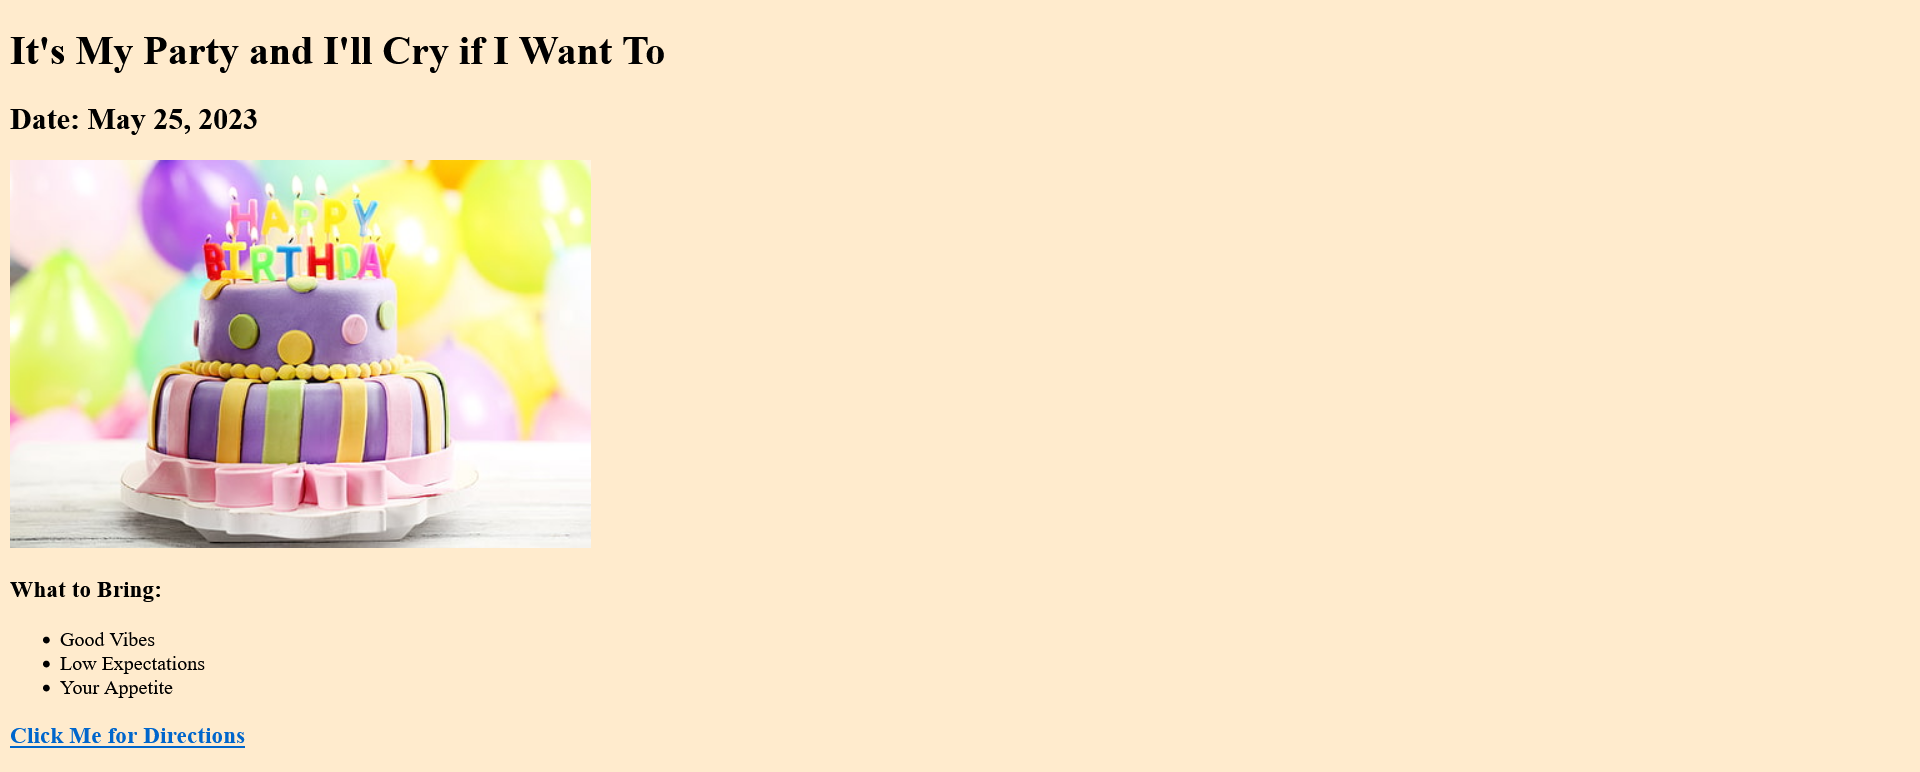 It's My Party and I'll Cry if I Want To
Date: May 25, 2023
HAPPY
BIRTHDAY
What to Bring:
Good Vibes
Low Expectations
Your Appetite
Click Me for Directions